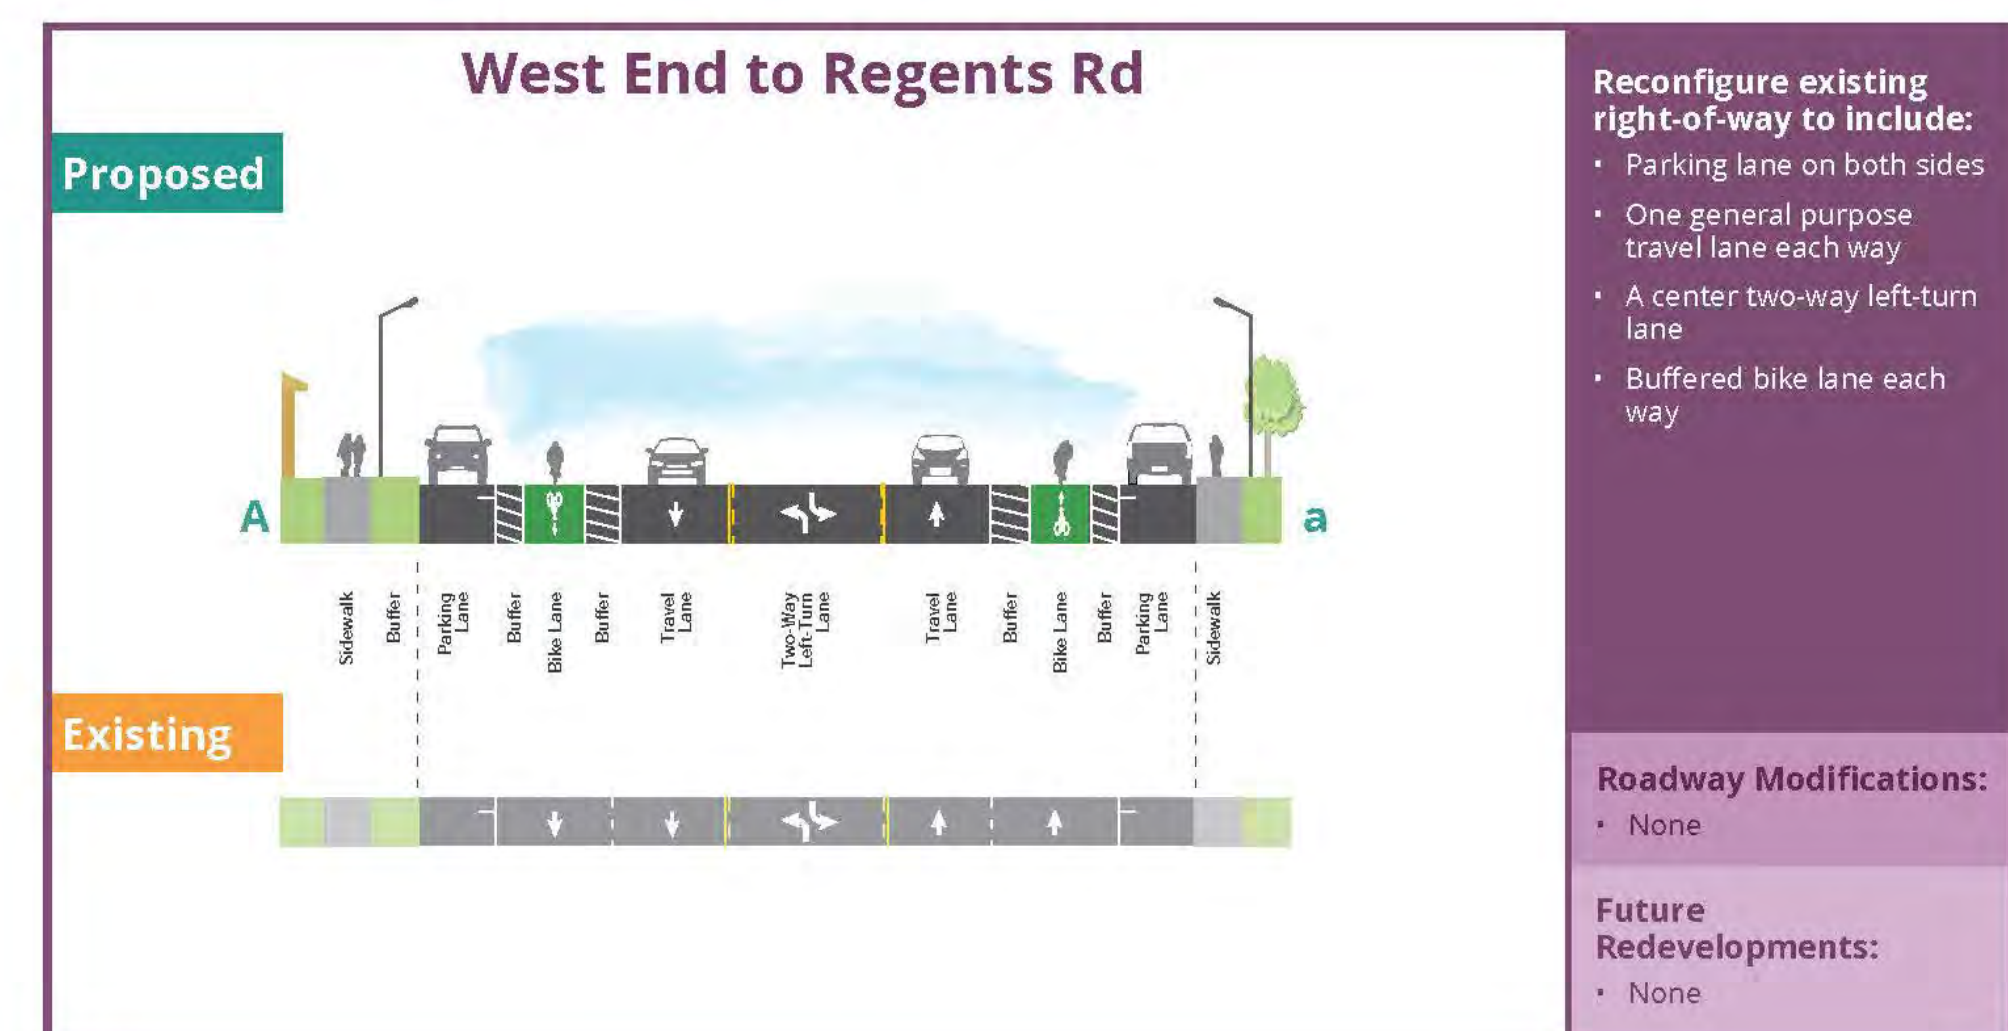 West End to Regents Rd
Proposed
A
a
Sidewalk
Buffer
Parking
Lane
Buffer
Bike Lane
Buffer
Travel
Lane
Two-Way
Left-Turn
Lane
Travel
Lane
Buffer
Bike Lane
Buffer
Parking
Lane
Sidewalk
Existing
Reconfigure existing
right-of-way to include:
• Parking lane on both sides
• One general purpose
travel lane each way
• A center two-way left-turn
lane
• Buffered bike lane each
way
Roadway Modifications:
• None
Future
Redevelopments:
• None